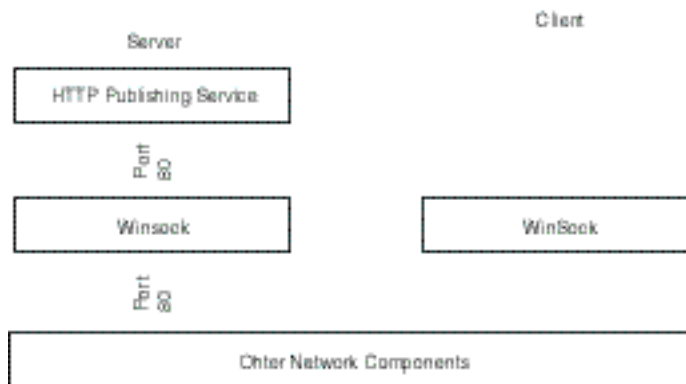 Client
Server
HTTP Publishing Service
Port
80
Winsock
WinSock
Port
80
Ohter Network Components